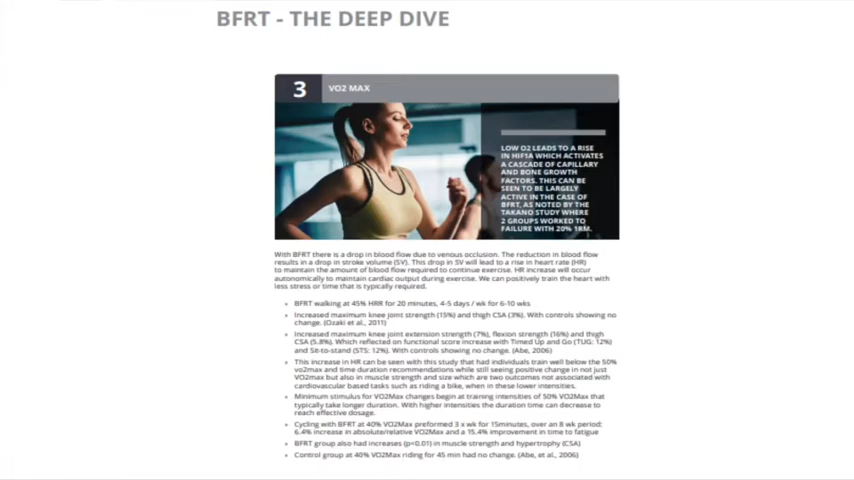 BFRT - THE DEEP DIVE
3 VO2 MAX
LOW O2 LEADS TO A RISE
IN HIF1A WHICH ACTIVATES
A CASCADE OF CAPILLARY
AND BONE GROWTH
FACTORS. THIS CAN BE
SEEN TO BE LARGELY
ACTIVE IN THE CASE OF
BFRT, AS NOTED BY THE
TAKANO STUDY WHERE
2 GROUPS WORKED TO
FAILURE WITH 20% 1RM.
With BFRT there is a drop in blood flow due to venous occlusion. The reduction in blood flow
results in a drop in stroke volume (SV). This drop in SV will lead to a rise in heart rate (HR)
to maintain the amount of blood flow required to continue exercise. HR increase will occur
autonomically to maintain cardiac output during exercise. We can positively train the heart with
less stress or time that is typically required.
• BFRT walking at 45% HRR for 20 minutes, 4-5 days / wk for 6-10 wks
• Increased maximum knee joint strength (15%) and thigh CSA (3%). With controls showing no
change. (Ozaki et al., 2011)
• Increased maximum knee joint extension strength (7%), flexion strength (16%) and thigh
CSA (5.8%). Which reflected on functional score increase with Timed Up and Go (TUG: 12%)
and Sit-to-stand (STS: 12%). With controls showing no change. (Abe, 2006)
• This increase in HR can be seen with this study that had individuals train well below the 50%
vo2max and time duration recommendations while still seeing positive change in not just
VO2max but also in muscle strength and size which are two outcomes not associated with
cardiovascular based tasks such as riding a bike, when in these lower intensities.
• Minimum stimulus for VO2Max changes begin at training intensities of 50% VO2Max that
typically take longer duration. With higher intensities the duration time can decrease to
reach effective dosage.
• Cycling with BFRT at 40% VO2Max preformed 3 x wk for 15minutes, over an 8 wk period:
6.4% increase in absolute/relative VO2Max and a 15.4% improvement in time to fatigue
• BFRT group also had increases (p<0.01) in muscle strength and hypertrophy (CSA)
• Control group at 40% VO2Max riding for 45 min had no change. (Abe, et al., 2006)